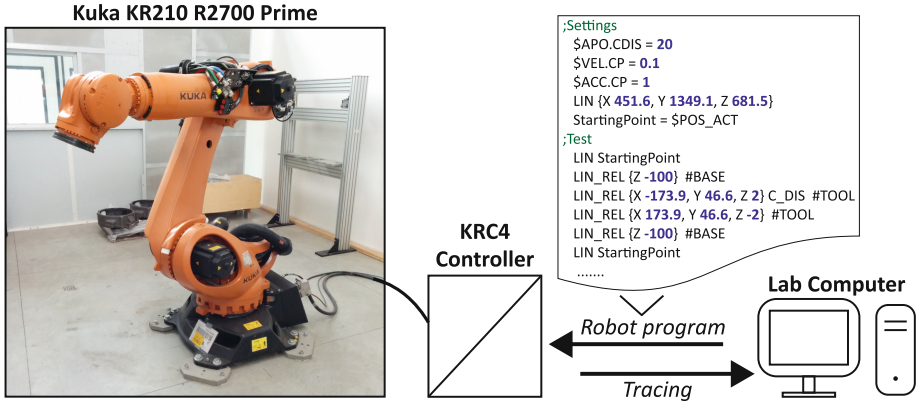 Kuka KR210 R2700 Prime
KUKA
KUKA
KRC4
Controller
;Settings
$APO.CDIS = 20
$VEL.CP = 0.1
$ACC.CP = 1
LIN {X 451.6, Y 1349.1, Z 681.5}
StartingPoint = $POS_ACT
;Test
LIN StartingPoint
LIN_REL {Z -100} #BASE
LIN_REL {X -173.9, Y 46.6, Z 2} C_DIS #TOOL
LIN_REL {X 173.9, Y 46.6, Z -2} #TOOL
LIN_REL {Z -100} #BASE
LIN StartingPoint
.......
Lab Computer
Robot program
Tracing